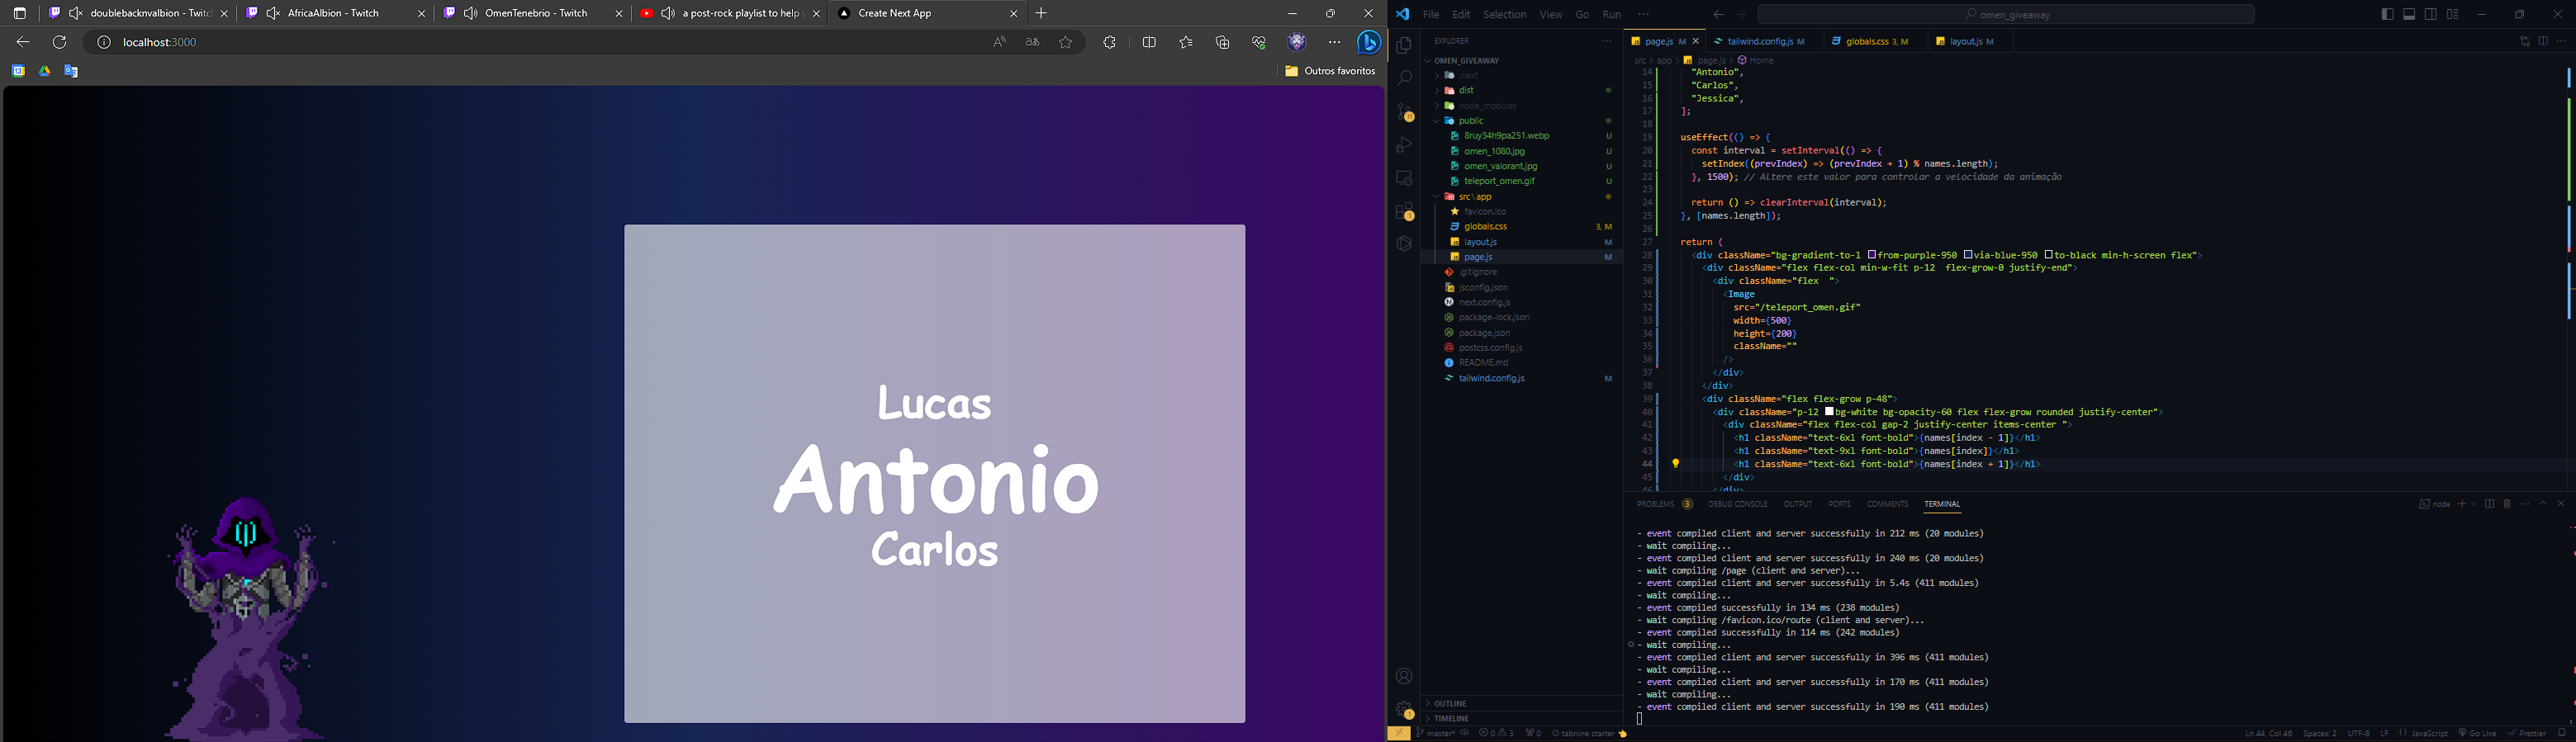 doublebacknvalbion - Twitc
AfricaAlbion - Twitch
OmenTenebrio - Twitch
a post-rock playlist to help y
Create Next App
localhost:3000
Outros favoritos
Lucas
Antonio
Carlos
File Edit Selection View Go Run ···
omen_giveaway
EXPLORER
OMEN_GIVEAWAY
.next
dist
node_modules
public
8ruy34h9pa251.webp U
omen_1080.jpg U
omen_valorant.jpg U
teleport_omen.gif U
src\app
favicon.ico
globals.css 3, M
layout.js M
page.js M
.gitignore
jsconfig.json
next.config.js
package-lock.json
package.json
postcss.config.js
README.md
tailwind.config.js M
OUTLINE
TIMELINE
page.js M
tailwind.config.js M
globals.css 3, M
layout.js M
src > app > page.js > Home
14 "Antonio",
15 "Carlos",
16 "Jessica",
17 ];
18
19 useEffect(() => {
20 const interval = setInterval(() => {
21 setIndex((prevIndex) => (prevIndex + 1) % names.length);
22 }, 1500); // Altere este valor para controlar a velocidade da animação
23
24 return () => clearInterval(interval);
25 }, [names.length]);
26
27 return (
28 <div className="bg-gradient-to-l from-purple-950 via-blue-950 to-black min-h-screen flex">
29 <div className="flex flex-col min-w-fit p-12  flex-grow-0 justify-end">
30 <div className="flex  ">
31 <Image
32 src="/teleport_omen.gif"
33 width={500}
34 height={200}
35 className=""
36 />
37 </div>
38 </div>
39 <div className="flex flex-grow p-48">
40 <div className="p-12 bg-white bg-opacity-60 flex flex-grow rounded justify-center">
41 <div className="flex flex-col gap-2 justify-center items-center ">
42 <h1 className="text-6xl font-bold">{names[index - 1]}</h1>
43 <h1 className="text-9xl font-bold">{names[index]}</h1>
44 <h1 className="text-6xl font-bold">{names[index + 1]}</h1>
45 </div>
46 </div>
PROBLEMS 3 DEBUG CONSOLE OUTPUT PORTS COMMENTS TERMINAL
node
- event compiled client and server successfully in 212 ms (20 modules)
- wait compiling...
- event compiled client and server successfully in 240 ms (20 modules)
- wait compiling /page (client and server)...
- event compiled client and server successfully in 5.4s (411 modules)
- wait compiling...
- event compiled successfully in 134 ms (238 modules)
- wait compiling /favicon.ico/route (client and server)...
- event compiled successfully in 114 ms (242 modules)
- wait compiling...
- event compiled client and server successfully in 396 ms (411 modules)
- wait compiling...
- event compiled client and server successfully in 170 ms (411 modules)
- wait compiling...
- event compiled client and server successfully in 190 ms (411 modules)
master* 0 3 0 tabnine starter
Ln 44, Col 46 Spaces: 2 UTF-8 LF JavaScript Go Live Prettier